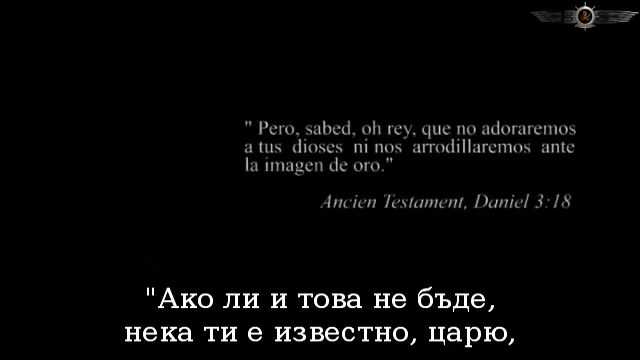 " Pero, sabed, oh rey, que no adoraremos
a tus dioses ni nos arrodillaremos ante
la imagen de oro."
Ancien Testament, Daniel 3:18
"Ако ли и това не бъде,
нека ти е известно, царю,